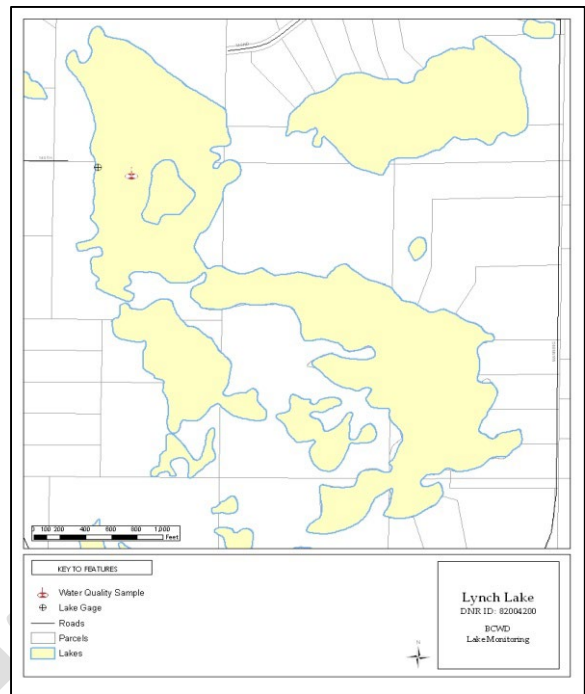 0 100 200 400 600 800 1,000
Feet
KEY TO FEATURES
Water Quality Sample
Lake Gage
Roads
Parcels
Lakes
N
Lynch Lake
DNR ID: 82004200
BCWD
Lake Monitoring